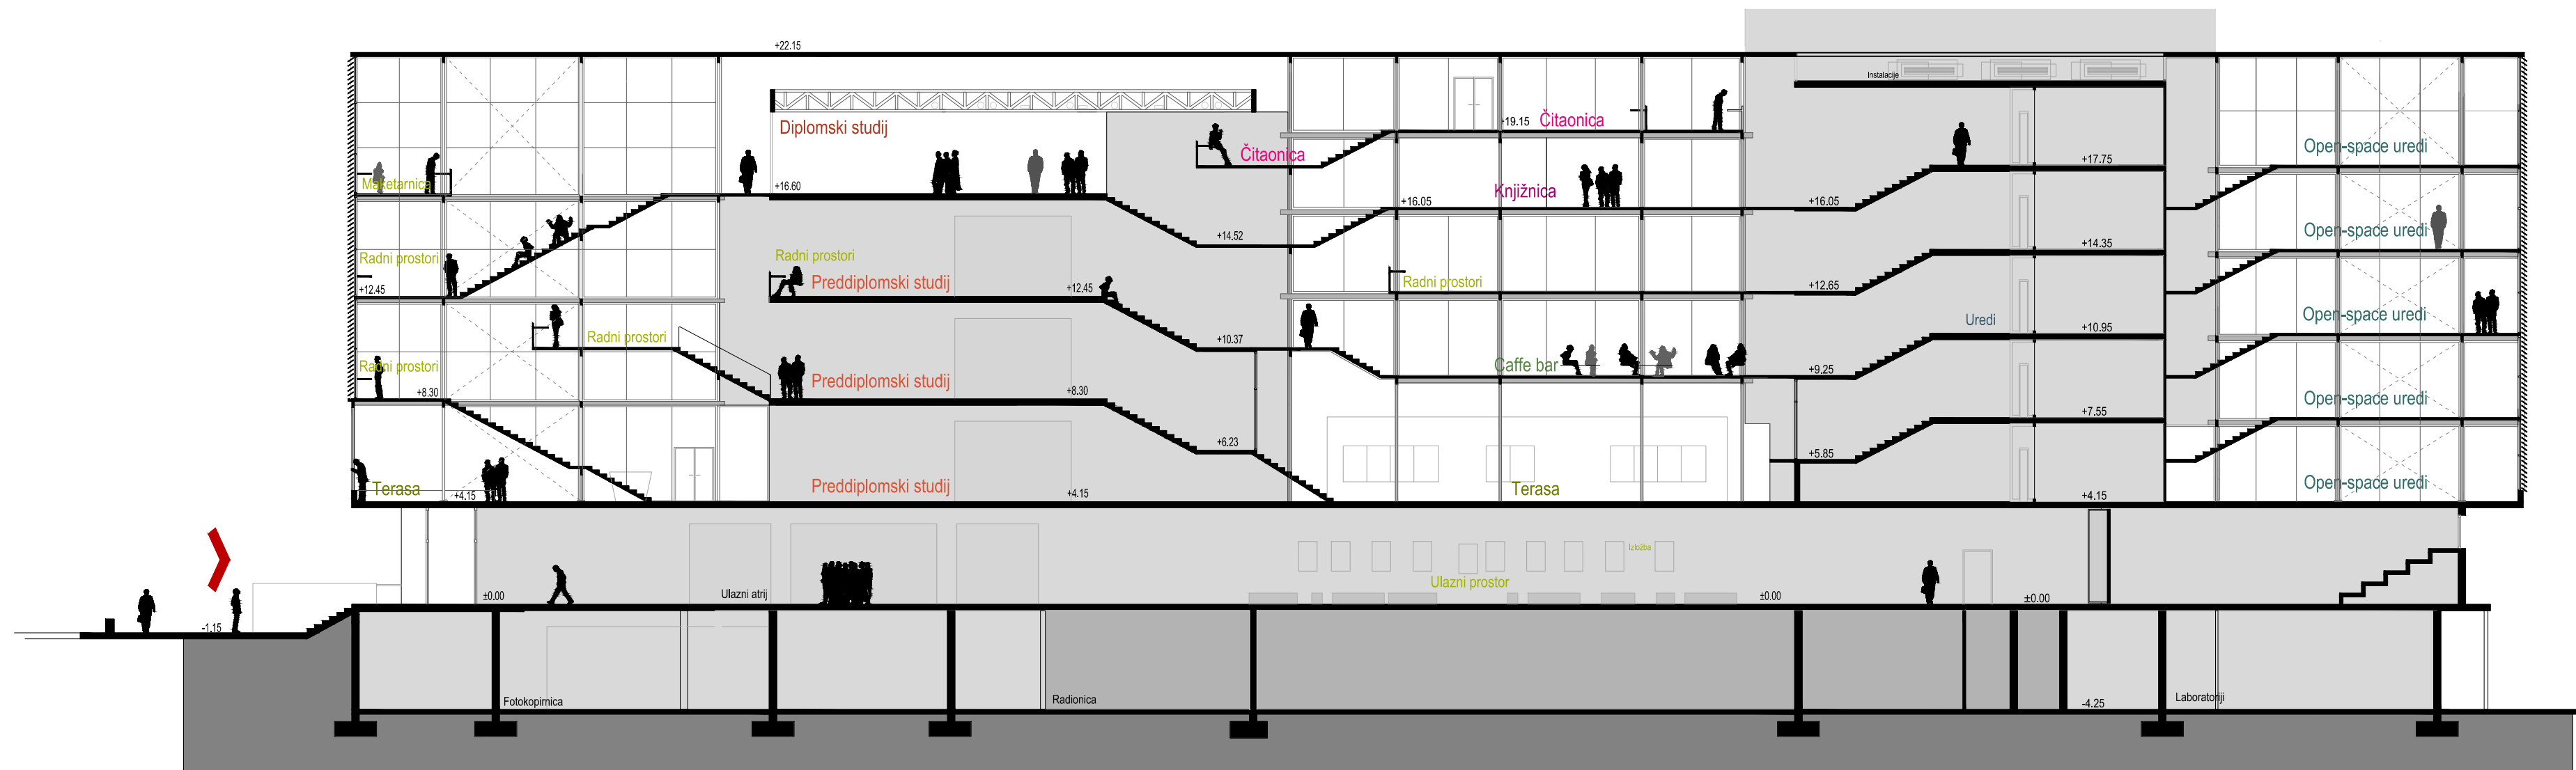 +22.15
Instalacije
Diplomski studij
+19.15
Čitaonica
Čitaonica
Open-space uredi
+17.75
Maketarnica
+16.60
Knjižnica
+16.05
+16.05
+14.52
Open-space uredi
+14.35
Radni prostori
Radni prostori
Preddiplomski studij
Radni prostori
+12.45
+12.45
+12.65
Open-space uredi
Uredi
+10.95
Radni prostori
+10.37
Radni prostori
Caffe bar
+9.25
Preddiplomski studij
+8.30
+8.30
Open-space uredi
+7.55
+6.23
+5.85
Terasa
+4.15
Preddiplomski studij
+4.15
Terasa
Open-space uredi
+4.15
Izložba
Ulazni prostor
±0.00
Ulazni atrij
±0.00
±0.00
-1.15
Fotokopirnica
Radionica
-4.25
Laboratoriji